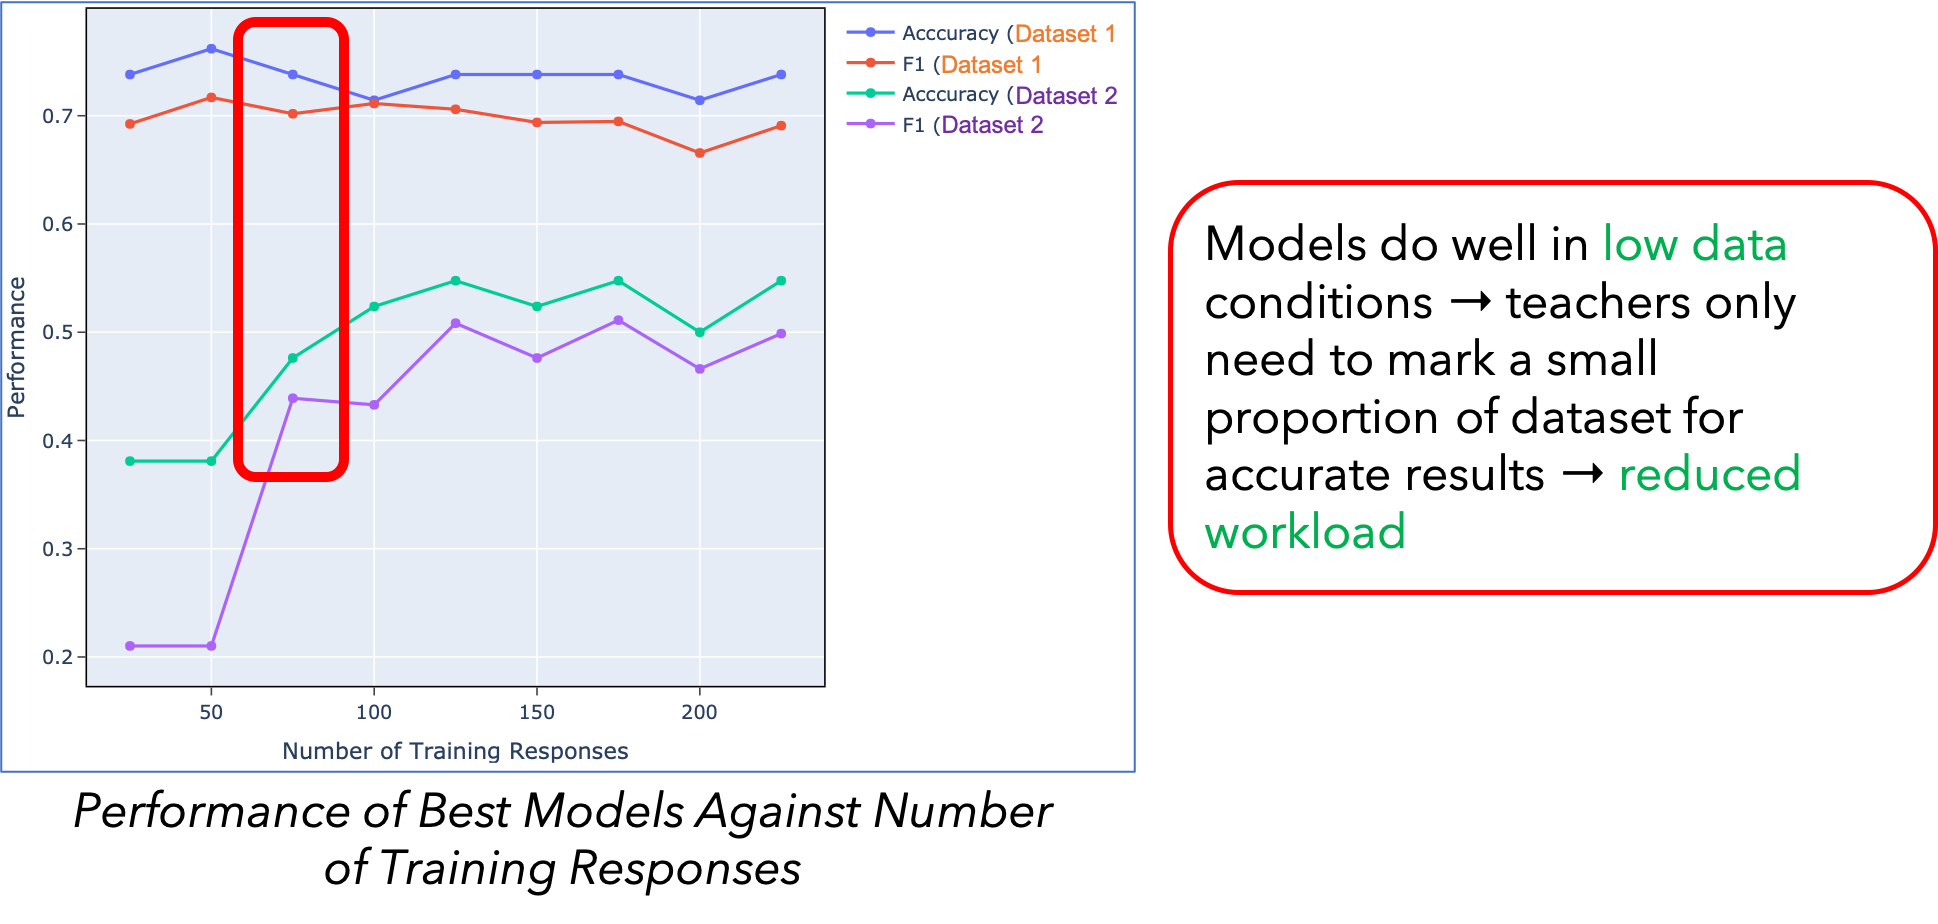 Acccuracy (Dataset 1
F1 (Dataset 1
Acccuracy (Dataset 2
F1 (Dataset 2
0.7
0.6
0.5
0.4
0.3
0.2
Performance
50 100 150 200
Number of Training Responses
Performance of Best Models Against Number
of Training Responses
Models do well in low data
conditions → teachers only
need to mark a small
proportion of dataset for
accurate results → reduced
workload